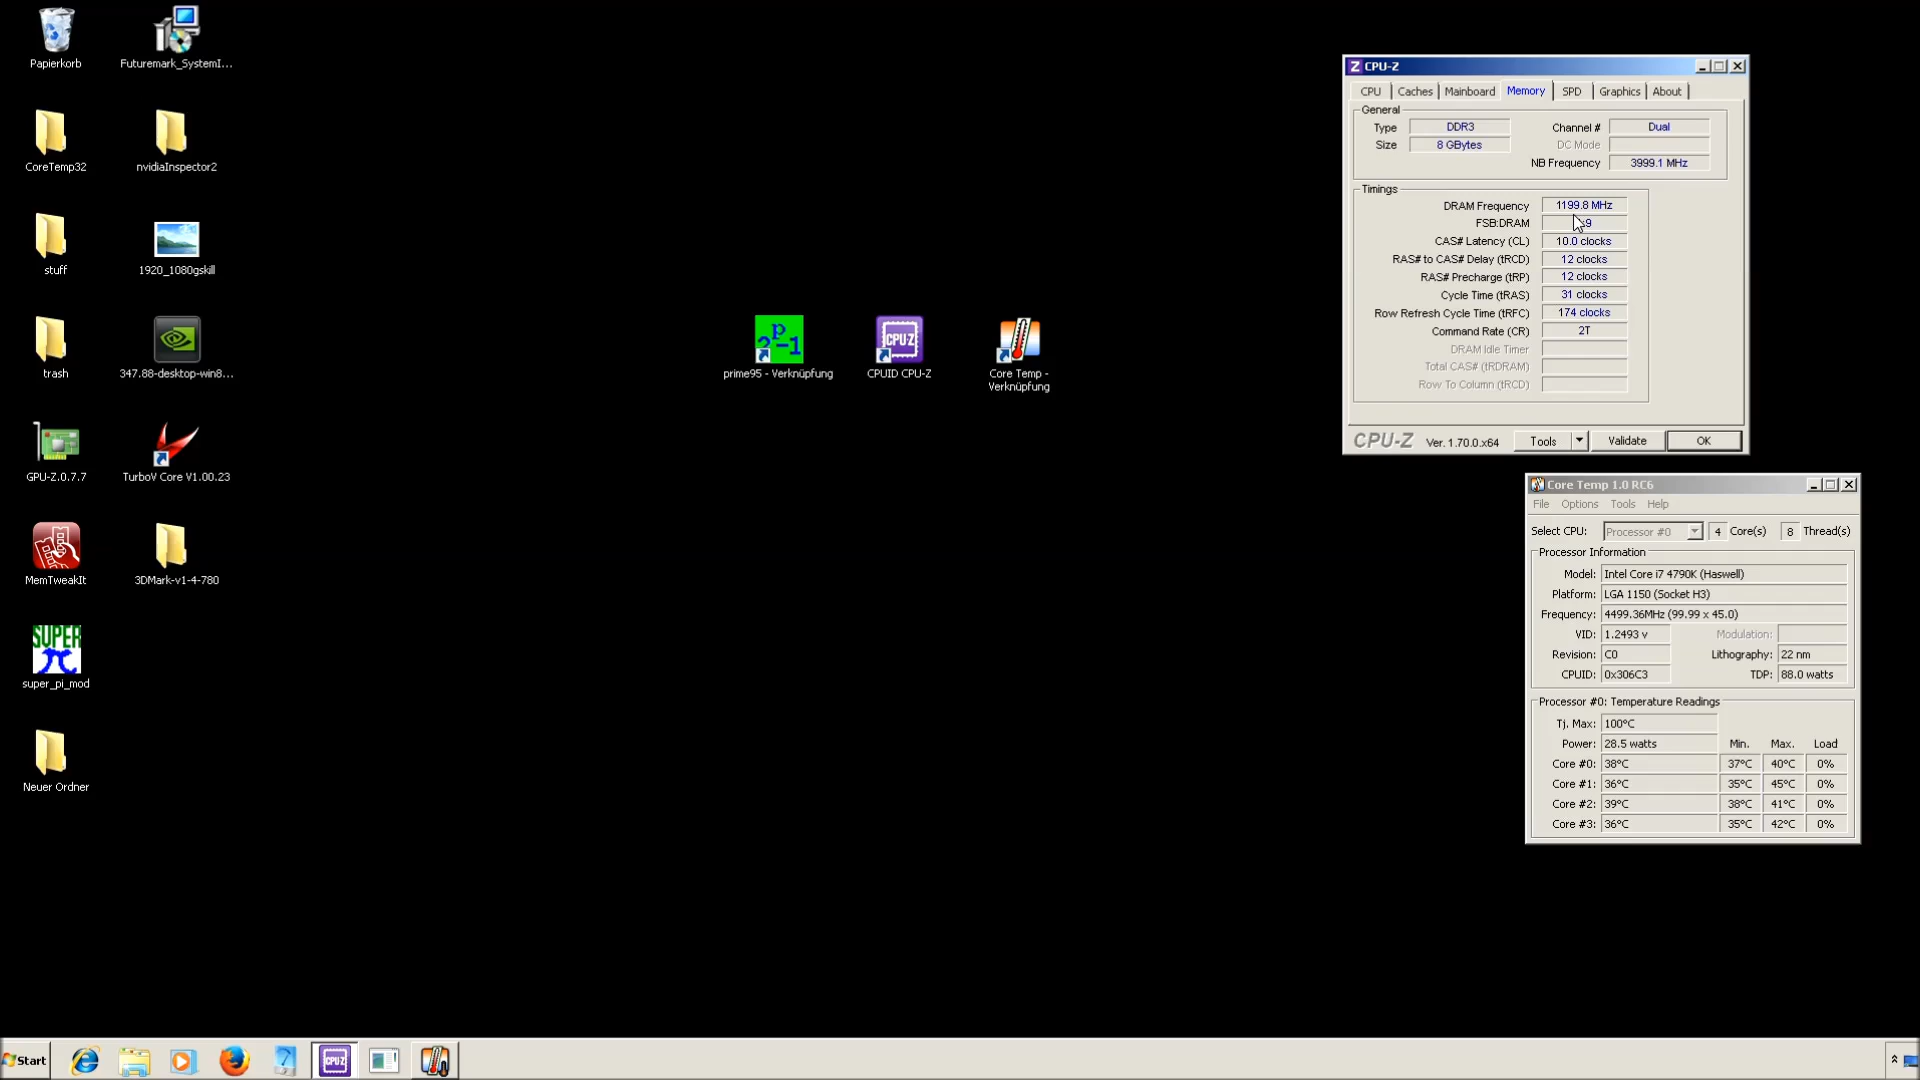 Papierkorb
Futuremark_SystemI...
CoreTemp32
nvidiaInspector2
stuff
1920_1080gskill
trash
347.88-desktop-win8...
GPU-Z.0.7.7
TurboV Core V1.00.23
MemTweakIt
3DMark-v1-4-780
SUPER
super_pi_mod
Neuer Ordner
prime95 - Verknüpfung
CPU-Z
CPUID CPU-Z
Core Temp -
Verknüpfung
CPU-Z
CPU Caches Mainboard Memory SPD Graphics About
General
Type DDR3 Channel # Dual
Size 8 GBytes DC Mode
NB Frequency 3999.1 MHz
Timings
DRAM Frequency 1199.8 MHz
FSB:DRAM
CAS# Latency (CL) 10.0 clocks
RAS# to CAS# Delay (tRCD) 12 clocks
RAS# Precharge (tRP) 12 clocks
Cycle Time (tRAS) 31 clocks
Row Refresh Cycle Time (tRFC) 174 clocks
Command Rate (CR) 2T
DRAM Idle Timer
Total CAS# (tRDRAM)
Row To Column (tRCD)
CPU-Z Ver. 1.70.0.x64 Tools Validate OK
Core Temp 1.0 RC6
File Options Tools Help
Select CPU: Processor #0 4 Core(s) 8 Thread(s)
Processor Information
Model: Intel Core i7 4790K (Haswell)
Platform: LGA 1150 (Socket H3)
Frequency: 4499.36MHz (99.99 x 45.0)
VID: 1.2493 v Modulation:
Revision: C0 Lithography: 22 nm
CPUID: 0x306C3 TDP: 88.0 watts
Processor #0: Temperature Readings
Tj. Max: 100°C
Power: 28.5 watts Min. Max. Load
Core #0: 38°C 37°C 40°C 0%
Core #1: 36°C 35°C 45°C 0%
Core #2: 39°C 38°C 41°C 0%
Core #3: 36°C 35°C 42°C 0%
Start
CPU-Z